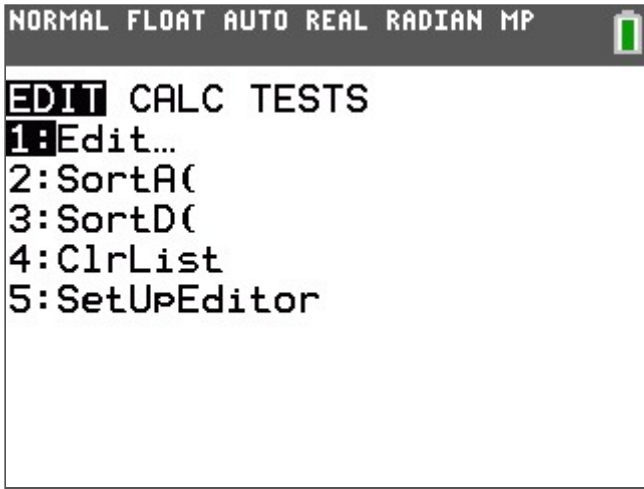 NORMAL FLOAT AUTO REAL RADIAN MP
EDIT CALC TESTS
1:Edit…
2:SortA(
3:SortD(
4:ClrList
5:SetUpEditor